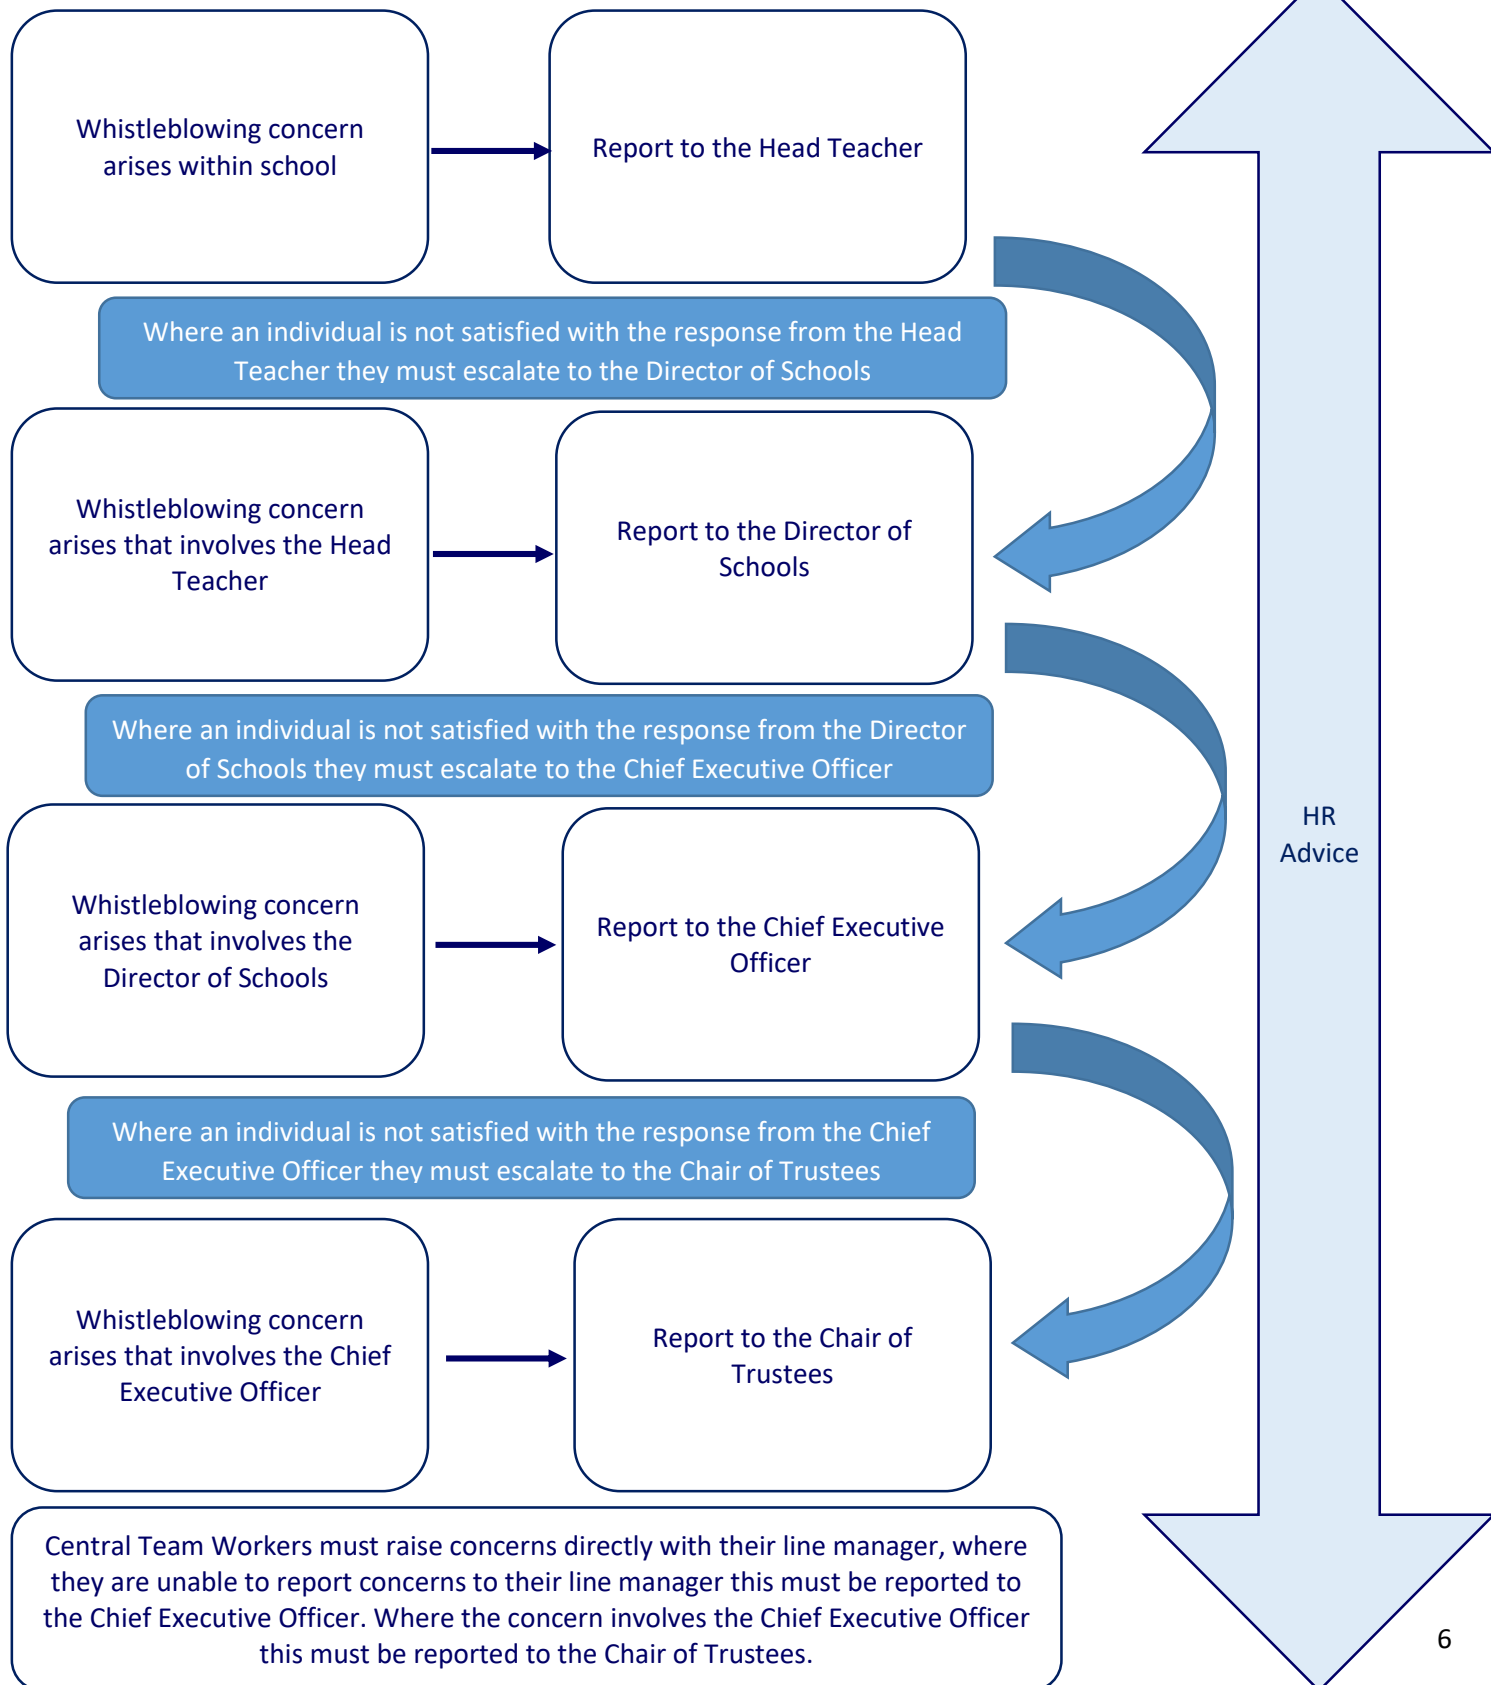 Whistleblowing concern
arises within school
Report to the Head Teacher
Where an individual is not satisfied with the response from the Head
Teacher they must escalate to the Director of Schools
Whistleblowing concern
arises that involves the Head
Teacher
Report to the Director of
Schools
Where an individual is not satisfied with the response from the Director
of Schools they must escalate to the Chief Executive Officer
HR
Advice
Whistleblowing concern
arises that involves the
Director of Schools
Report to the Chief Executive
Officer
Where an individual is not satisfied with the response from the Chief
Executive Officer they must escalate to the Chair of Trustees
Whistleblowing concern
arises that involves the Chief
Executive Officer
Report to the Chair of
Trustees
Central Team Workers must raise concerns directly with their line manager, where
they are unable to report concerns to their line manager this must be reported to
the Chief Executive Officer. Where the concern involves the Chief Executive Officer
this must be reported to the Chair of Trustees.
6